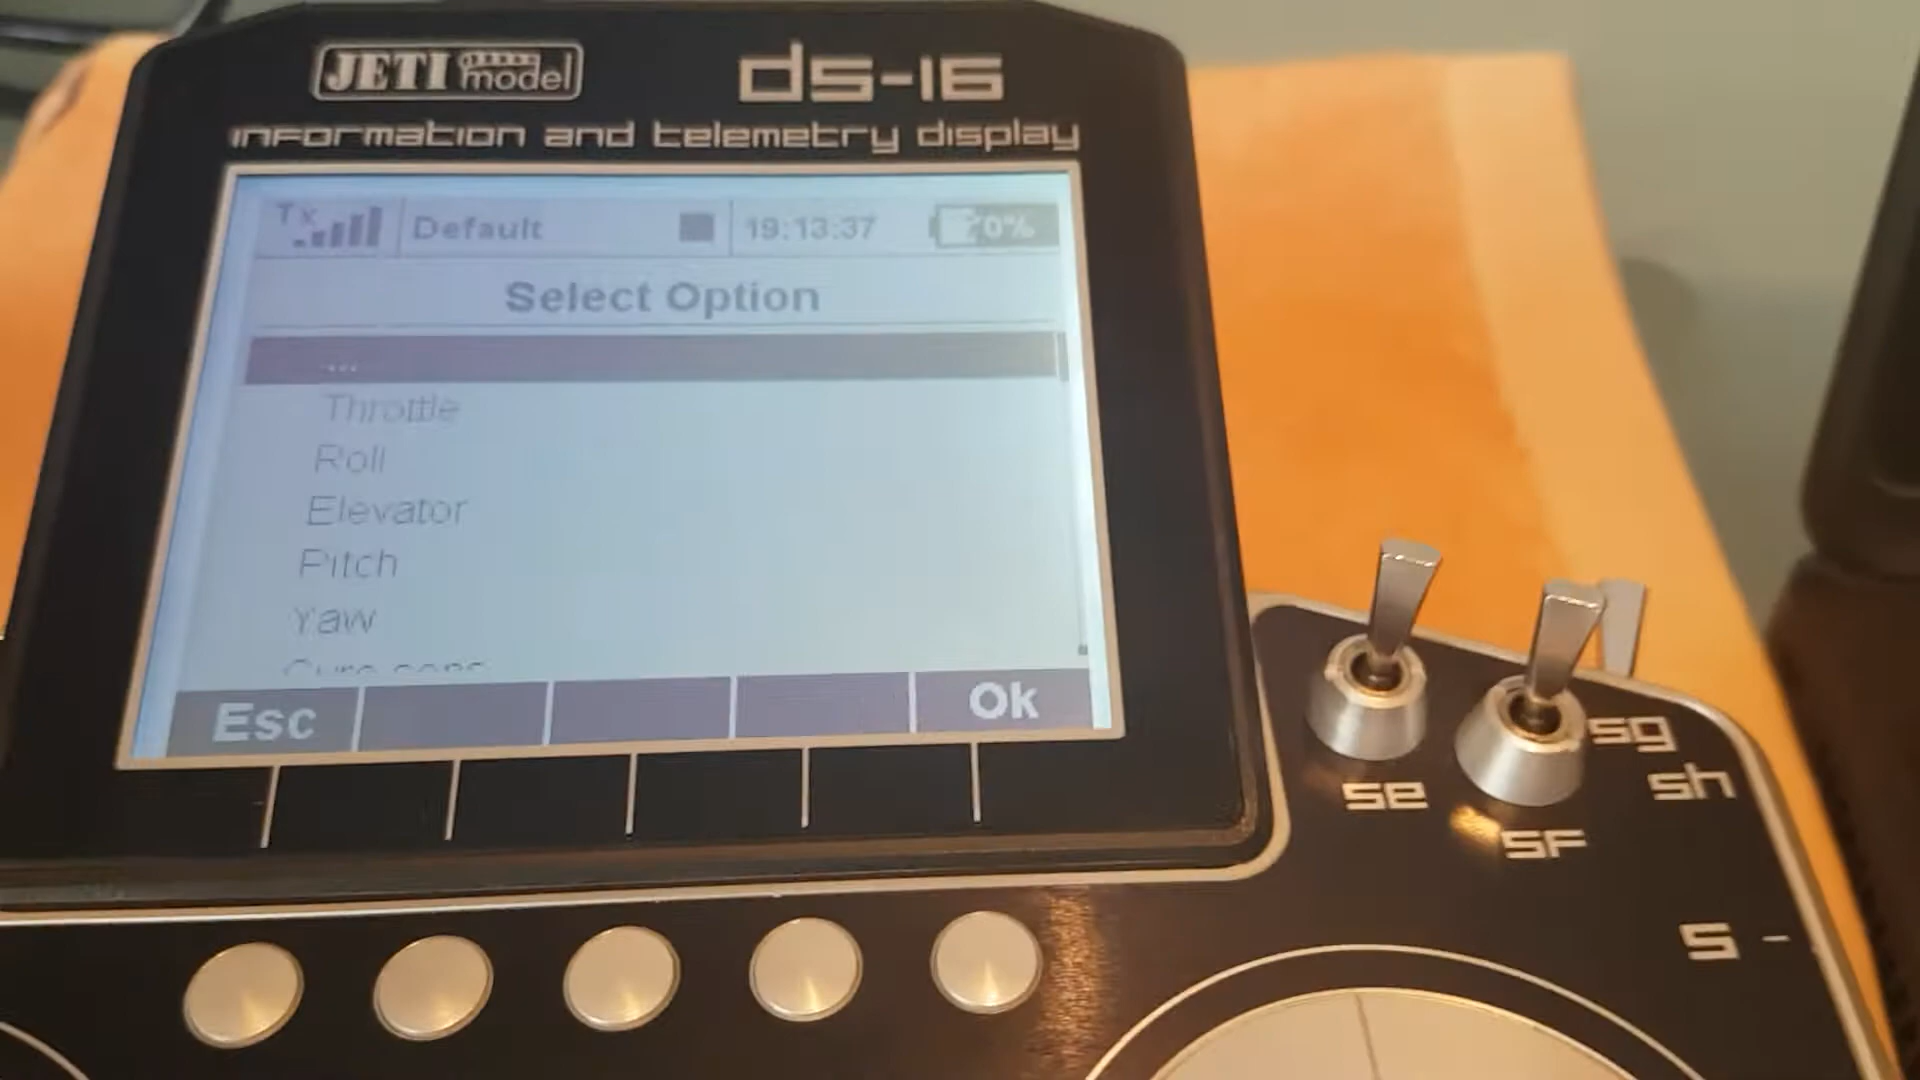 JETI model ds-16
information and telemetry display
Tx Default 19:13:37 70%
Select Option
...
Throttle
Roll
Elevator
Pitch
Yaw
Esc Ok
se
sf
sg
sh
S -